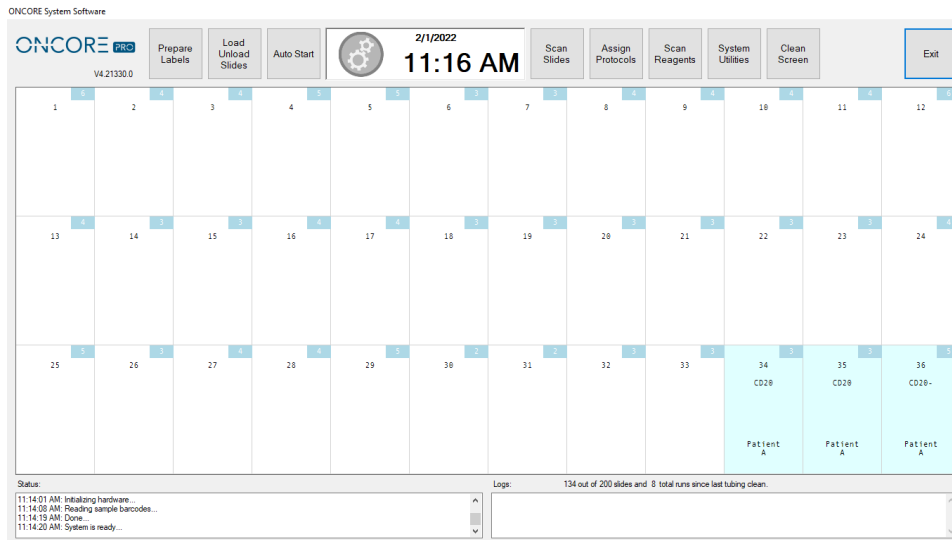 ONCORE System Software
ONCORE PRO
V4.21330.0
Prepare
Labels
Load
Unload
Slides
Auto Start
2/1/2022
11:16 AM
Scan
Slides
Assign
Protocols
Scan
Reagents
System
Utilities
Clean
Screen
Exit
6 4 4 5 5 3 3 4 4 4 4
1 2 3 4 5 6 7 8 9 10 11 12
4 3 3 4 4 3 3 3 3 3 3 4
13 14 15 16 17 18 19 20 21 22 23 24
5 3 4 4 5 2 2 3 3 3 3 5
25 26 27 28 29 30 31 32 33 34 35 36
CD20 CD20 CD20-
Patient Patient Patient
A A A
Status:
11:14:01 AM: Initializing hardware...
11:14:08 AM: Reading sample barcodes...
11:14:19 AM: Done...
11:14:20 AM: System is ready...
Logs:
134 out of 200 slides and 8 total runs since last tubing clean.